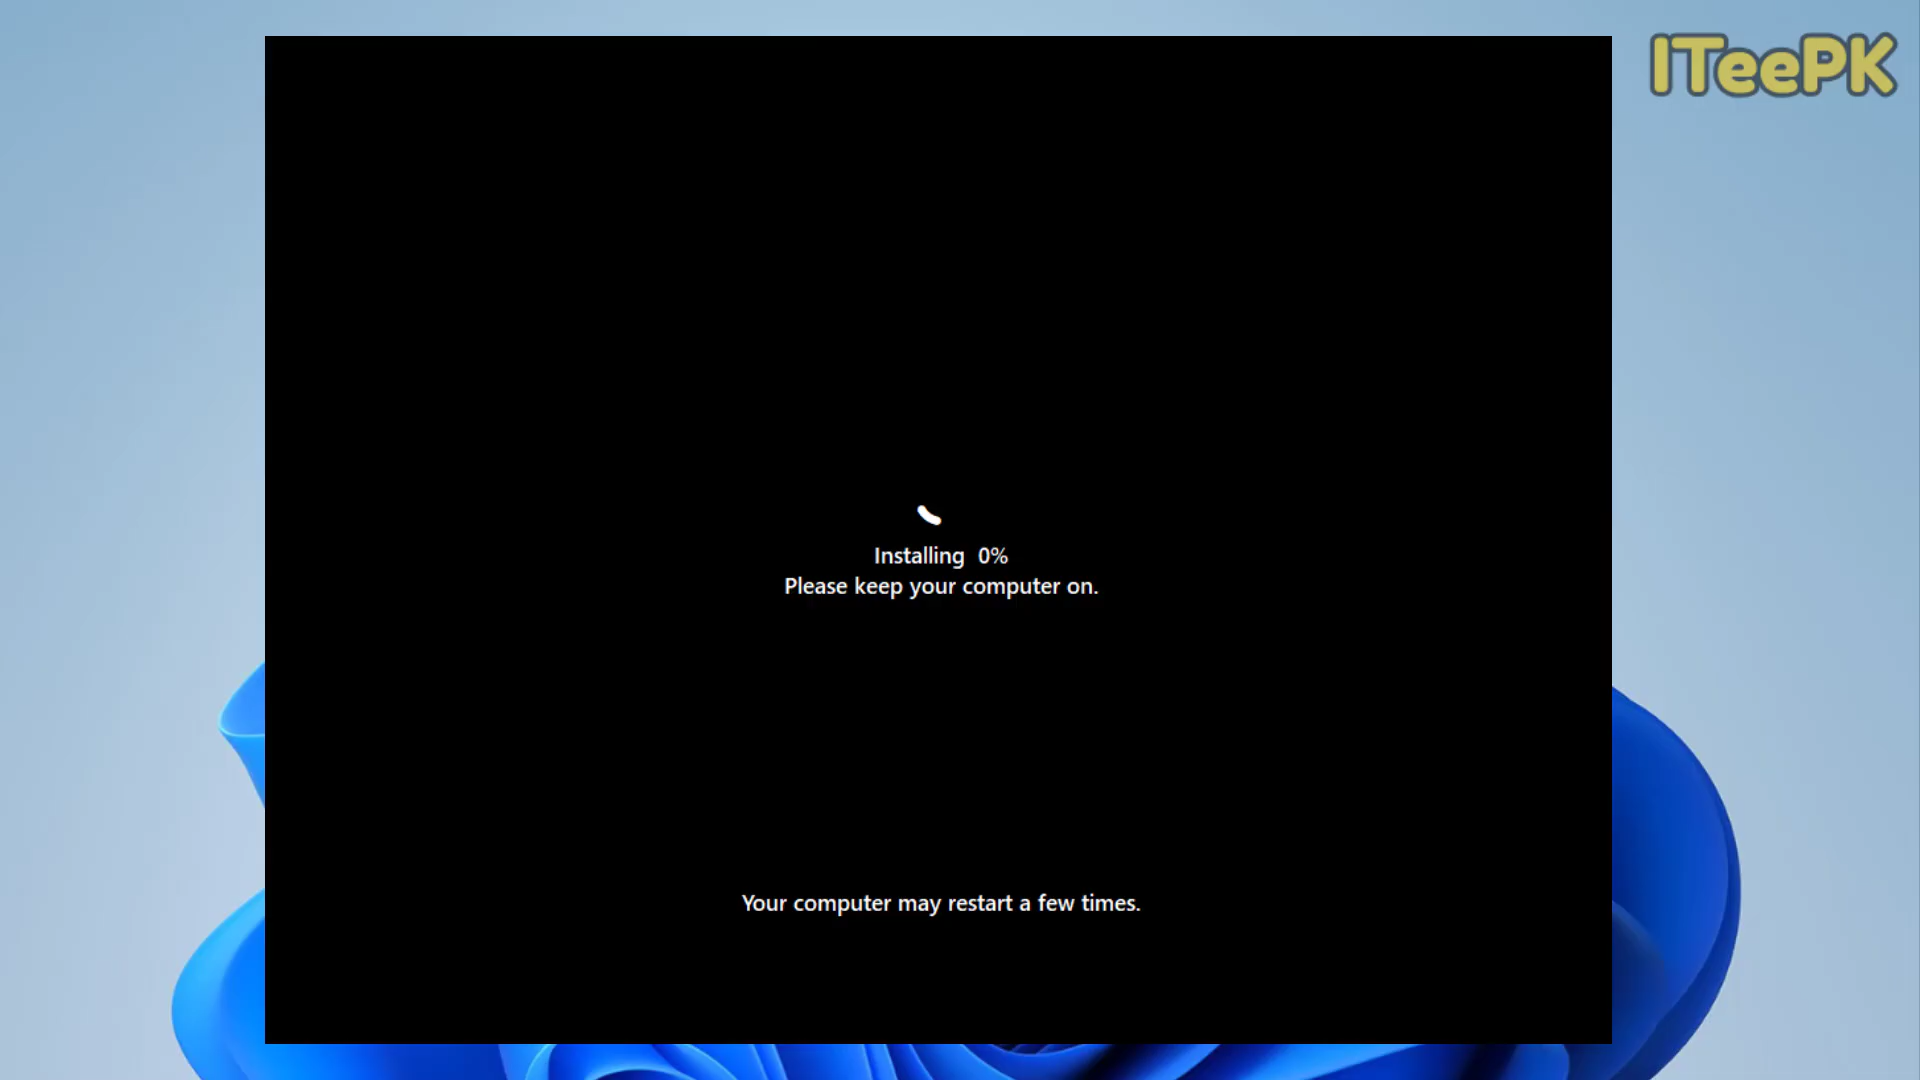 ITeePK
Installing 0%
Please keep your computer on.
Your computer may restart a few times.